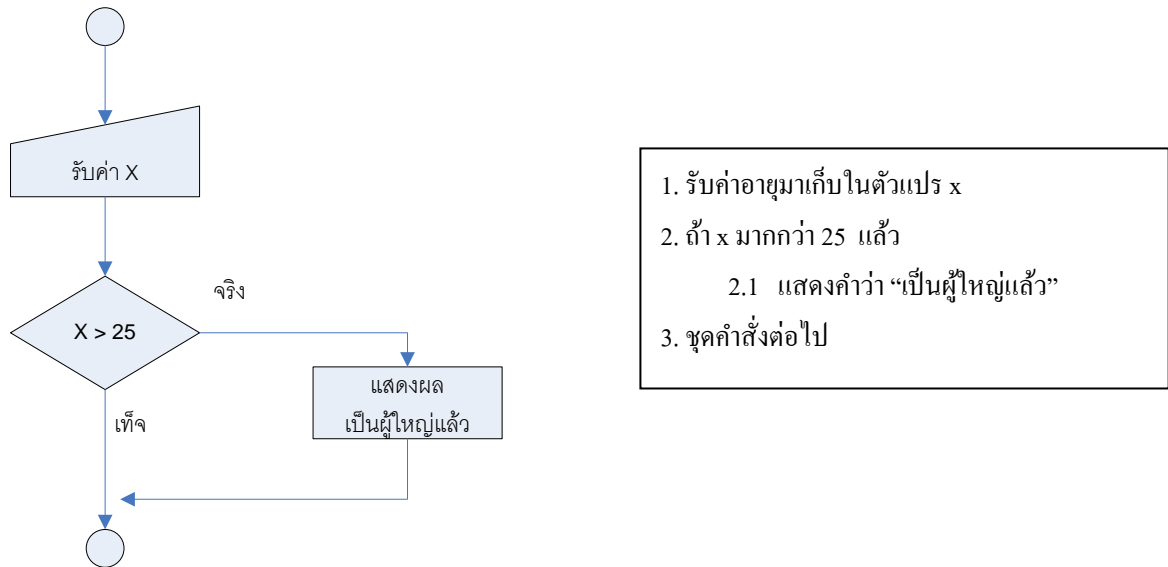 รับค่า X
X > 25
จริง
เท็จ
แสดงผล
เป็นผู้ใหญ่แล้ว
1. รับค่าอายุมาเก็บในตัวแปร x
2. ถ้า x มากกว่า 25 แล้ว
2.1 แสดงคำว่า “เป็นผู้ใหญ่แล้ว”
3. ชุดคำสั่งต่อไป